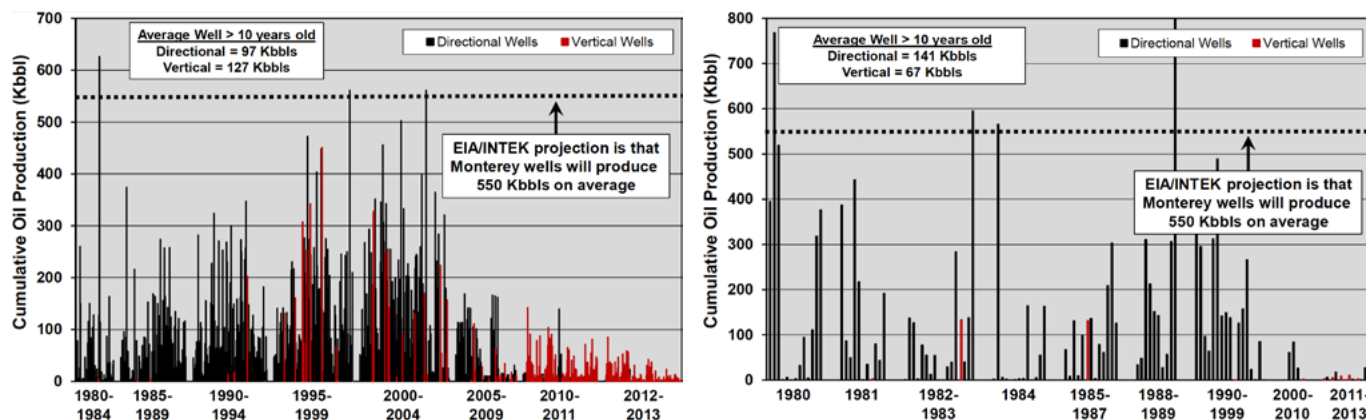 Cumulative Oil Production (Kbbl)
700
600
500
400
300
200
100
0
Average Well > 10 years old
Directional = 97 Kbbls
Vertical = 127 Kbbls
Directional Wells
Vertical Wells
EIA/INTEK projection is that
Monterey wells will produce
550 Kbbls on average
1980-
1984
1985-
1989
1990-
1994
1995-
1999
2000-
2004
2005-
2009
2010-
2011
2012-
2013
Cumulative Oil Production (Kbbl)
800
700
600
500
400
300
200
100
0
Average Well > 10 years old
Directional = 141 Kbbls
Vertical = 67 Kbbls
Directional Wells
Vertical Wells
EIA/INTEK projection is that
Monterey wells will produce
550 Kbbls on average
1980
1981
1982-
1983
1984
1985-
1987
1988-
1989
1990-
1999
2000-
2010
2011-